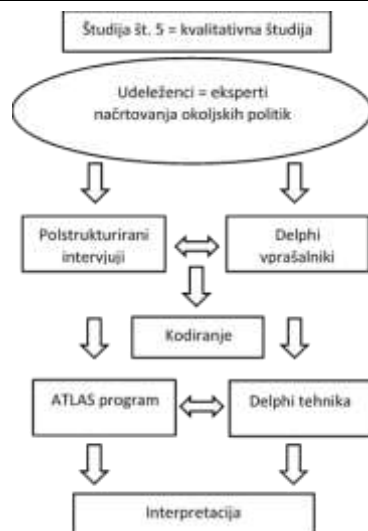 Študija št. 5 = kvalitativna študija
Udeleženci = eksperti
načrtovanja okoljskih politik
Polstrukturirani
intervjuji
Delphi
vprašalniki
Kodiranje
ATLAS program
Delphi tehnika
Interpretacija